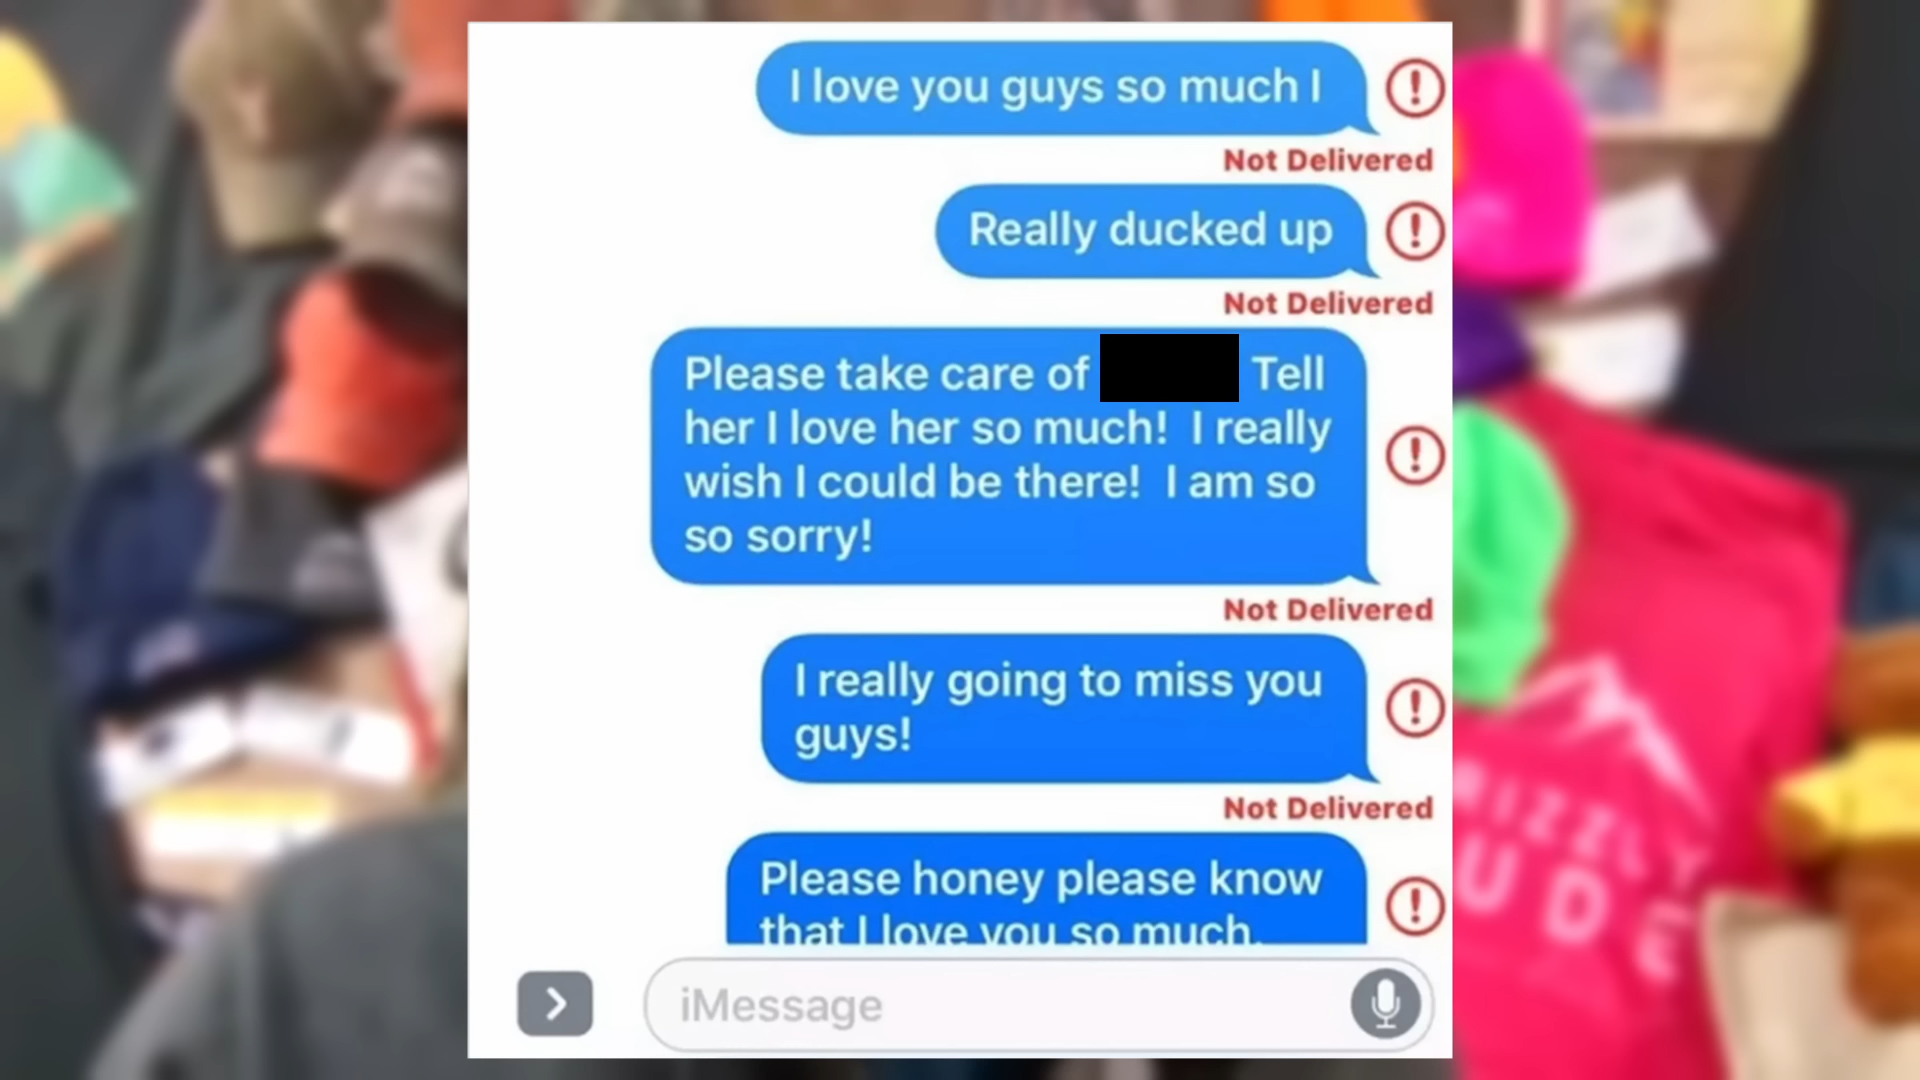 I love you guys so much I
Not Delivered
Really ducked up
Not Delivered
Please take care of Tell
her I love her so much! I really
wish I could be there! I am so
so sorry!
Not Delivered
I really going to miss you
guys!
Not Delivered
Please honey please know
that I love you so much.
iMessage
RIZZLY
UDE